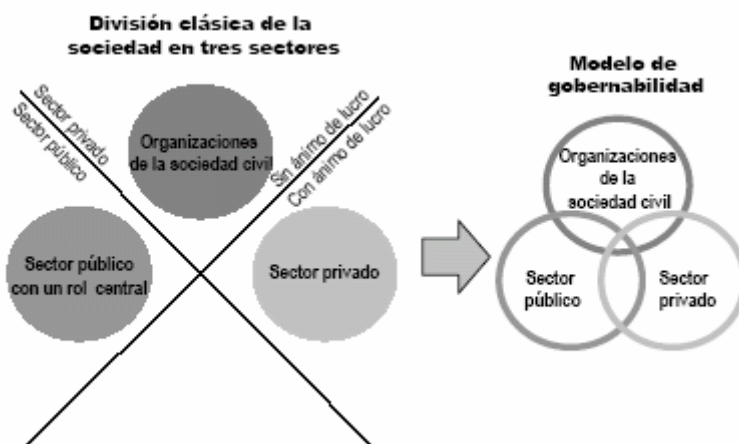 División clásica de la
sociedad en tres sectores
Sector privado
Sector público
Organizaciones
de la sociedad civil
Sin ánimo de lucro
Con ánimo de lucro
Sector público
con un rol central
Sector privado
Modelo de
gobernabilidad
Organizaciones
de la
sociedad civil
Sector
público
Sector
privado